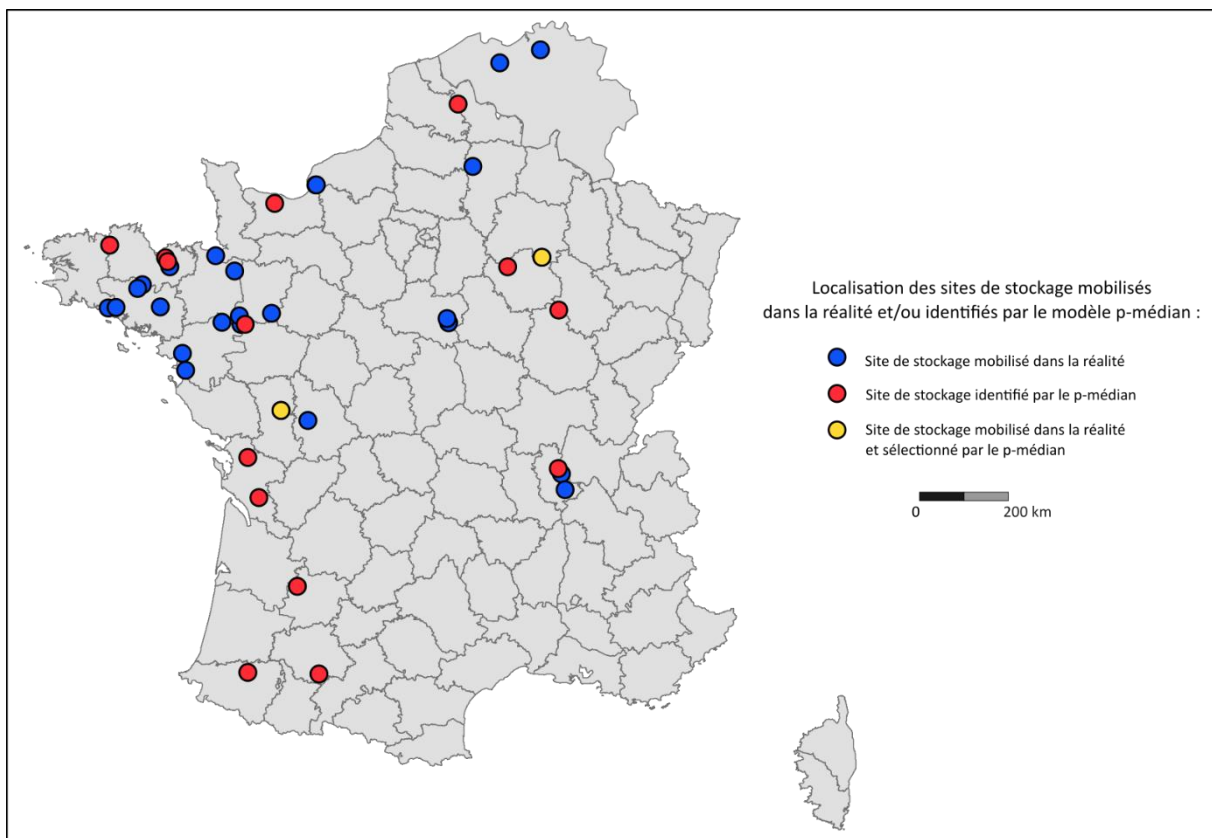 Localisation des sites de stockage mobilisés
dans la réalité et/ou identifiés par le modèle p-médian :
Site de stockage mobilisé dans la réalité
Site de stockage identifié par le p-médian
Site de stockage mobilisé dans la réalité
et sélectionné par le p-médian
0 200 km